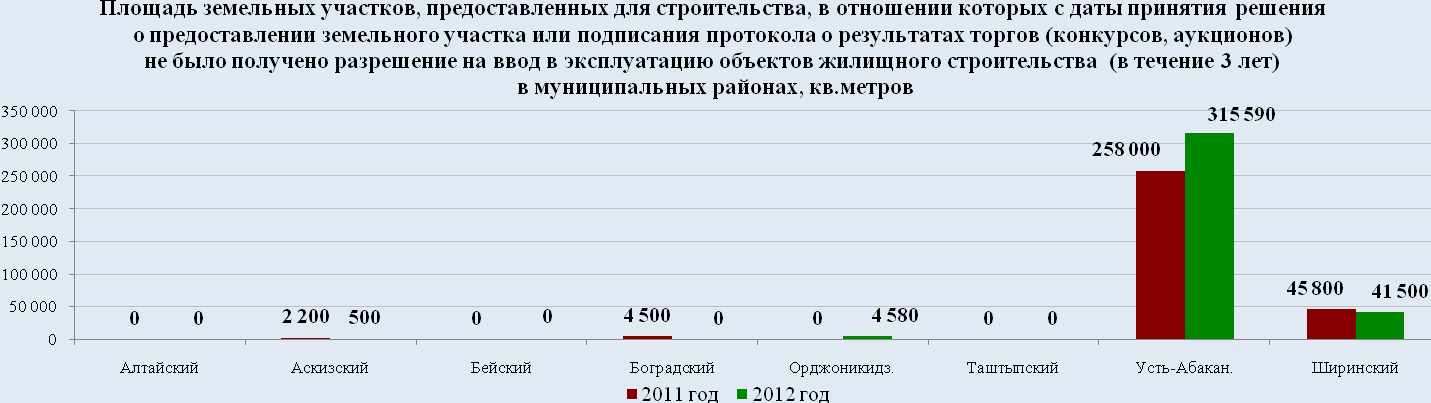 Площадь земельных участков, предоставленных для строительства, в отношении которых с даты принятия решения
о предоставлении земельного участка или подписания протокола о результатах торгов (конкурсов, аукционов)
не было получено разрешение на ввод в эксплуатацию объектов жилищного строительства (в течение 3 лет)
в муниципальных районах, кв.метров
350 000
300 000
250 000
200 000
150 000
100 000
50 000
0
0 0 2 200 500 0 0 4 500 0 0 4 580 0 0 258 000 315 590 45 800 41 500
Алтайский Аскизский Бейский Боградский Орджоникидз. Таштыпский Усть-Абакан. Ширинский
2011 год 2012 год